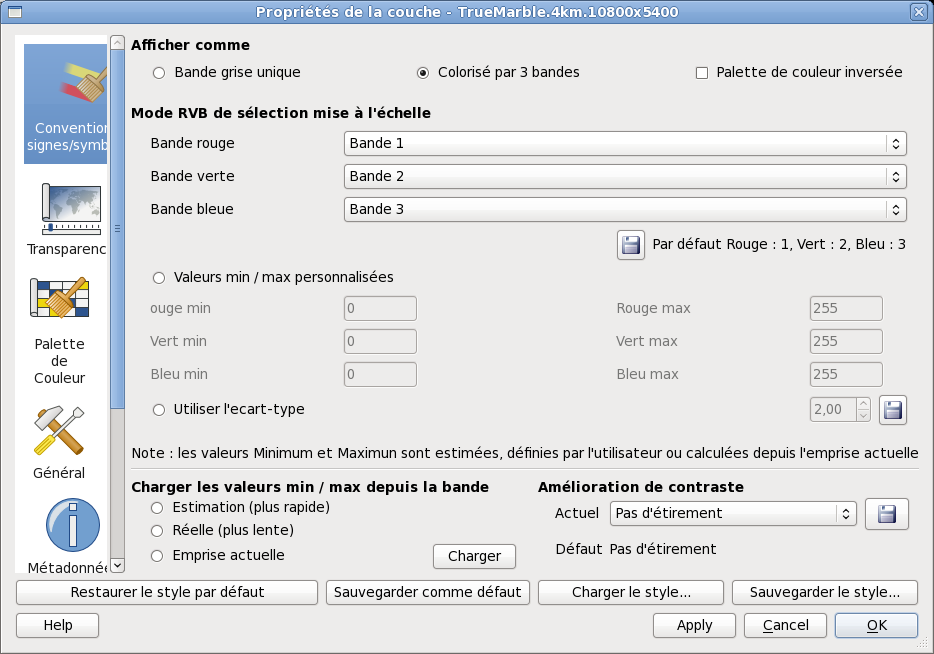 Propriétés de la couche - TrueMarble.4km.10800x5400
Convention
signes/symb
Transparenc
Palette
de
Couleur
Général
Métadonnée
Afficher comme
Bande grise unique
Colorisé par 3 bandes
Palette de couleur inversée
Mode RVB de sélection mise à l'échelle
Bande rouge
Bande 1
Bande verte
Bande 2
Bande bleue
Bande 3
Par défaut Rouge : 1, Vert : 2, Bleu : 3
Valeurs min / max personnalisées
ouge min
0
Rouge max
255
Vert min
0
Vert max
255
Bleu min
0
Bleu max
255
Utiliser l'ecart-type
2,00
Note : les valeurs Minimum et Maximun sont estimées, définies par l'utilisateur ou calculées depuis l'emprise actuelle
Charger les valeurs min / max depuis la bande
Estimation (plus rapide)
Réelle (plus lente)
Emprise actuelle
Charger
Amélioration de contraste
Actuel
Pas d'étirement
Défaut
Pas d'étirement
Restaurer le style par défaut
Sauvegarder comme défaut
Charger le style...
Sauvegarder le style...
Help
Apply
Cancel
OK